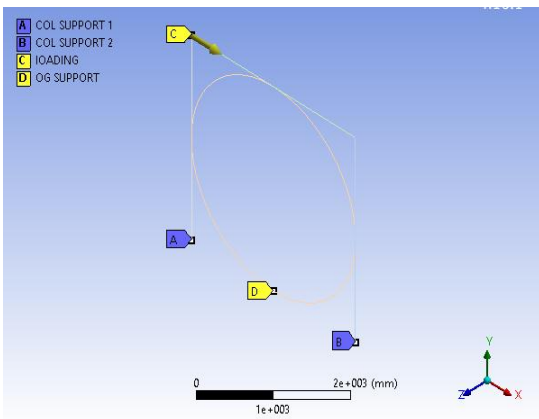 A COL SUPPORT 1
B COL SUPPORT 2
C lOADING
D OG SUPPORT
C
A
D
B
0 2e+003 (mm)
1e+003
Y
Z X